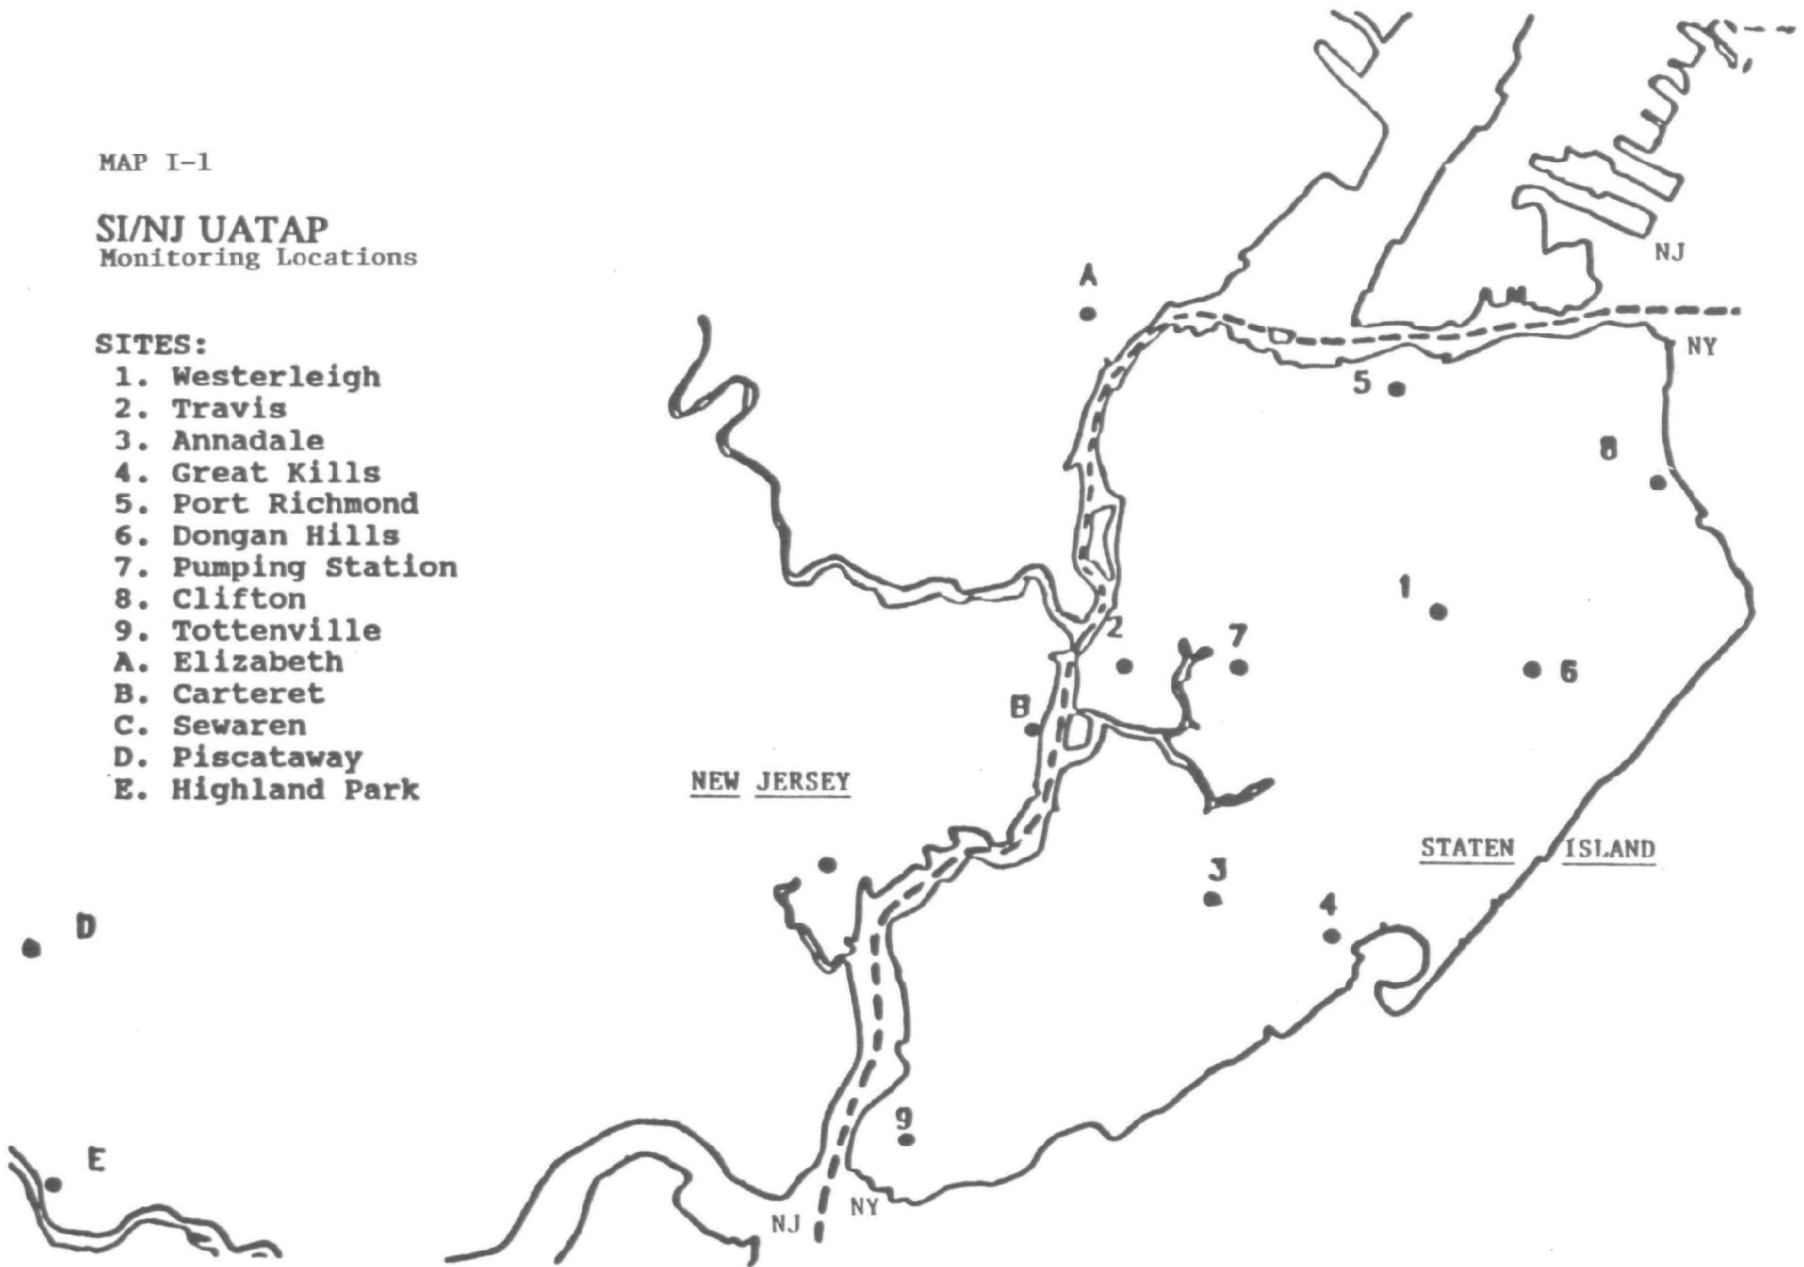 MAP I-1
SI/NJ UATAP
Monitoring Locations
SITES:
1. Westerleigh
2. Travis
3. Annadale
4. Great Kills
5. Port Richmond
6. Dongan Hills
7. Pumping Station
8. Clifton
9. Tottenville
A. Elizabeth
B. Carteret
C. Sewaren
D. Piscataway
E. Highland Park
NJ
A
NY
5
8
1
2
7
6
B
NEW JERSEY
STATEN ISLAND
3
4
D
9
E
NY
NJ